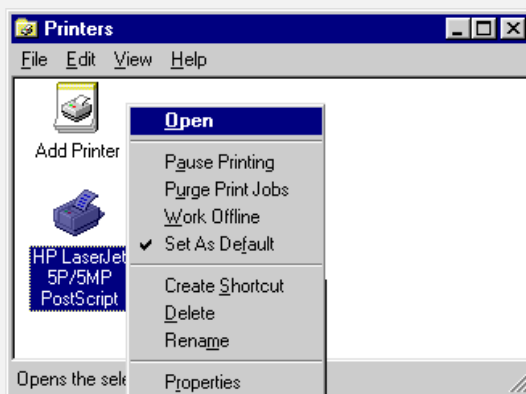 Printers
File Edit View Help
Add Printer
HP LaserJet
5P/5MP
PostScript
Open
Pause Printing
Purge Print Jobs
Work Offline
Set As Default
Create Shortcut
Delete
Rename
Properties
Opens the